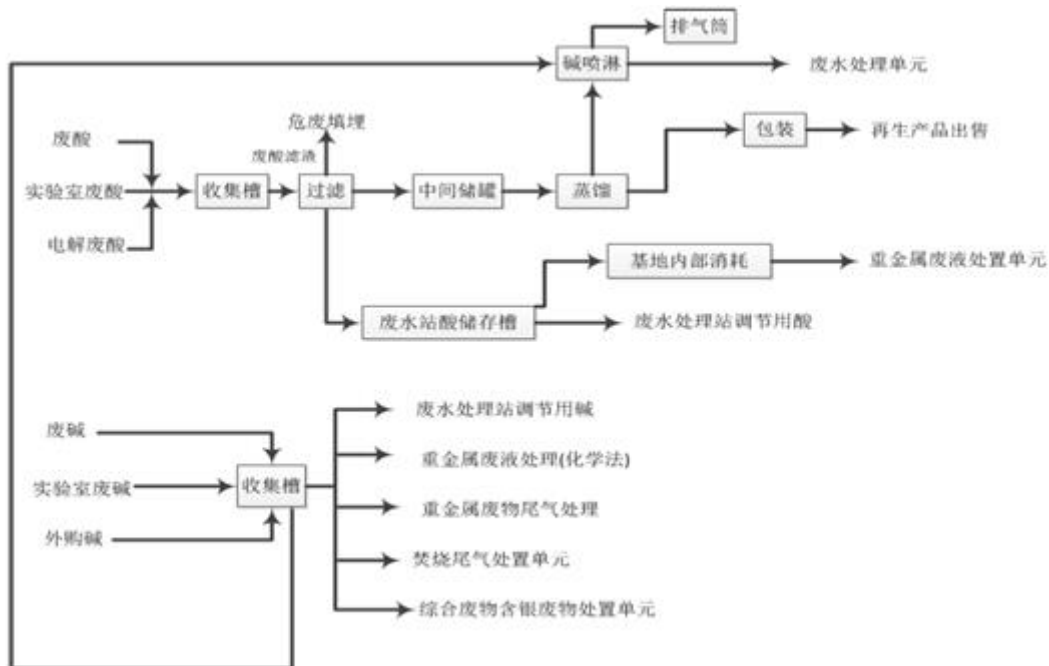 排气筒
碱喷淋
废水处理单元
危废填埋
包装
再生产品出售
废酸
废酸滤液
实验室废酸
收集槽
过滤
中间储罐
蒸馏
电解废酸
基地内部消耗
重金属废液处置单元
废水站酸储存槽
废水处理站调节用酸
废水处理站调节用碱
废碱
重金属废液处理(化学法)
实验室废碱
收集槽
重金属废物尾气处理
外购碱
焚烧尾气处置单元
综合废物含银废物处置单元